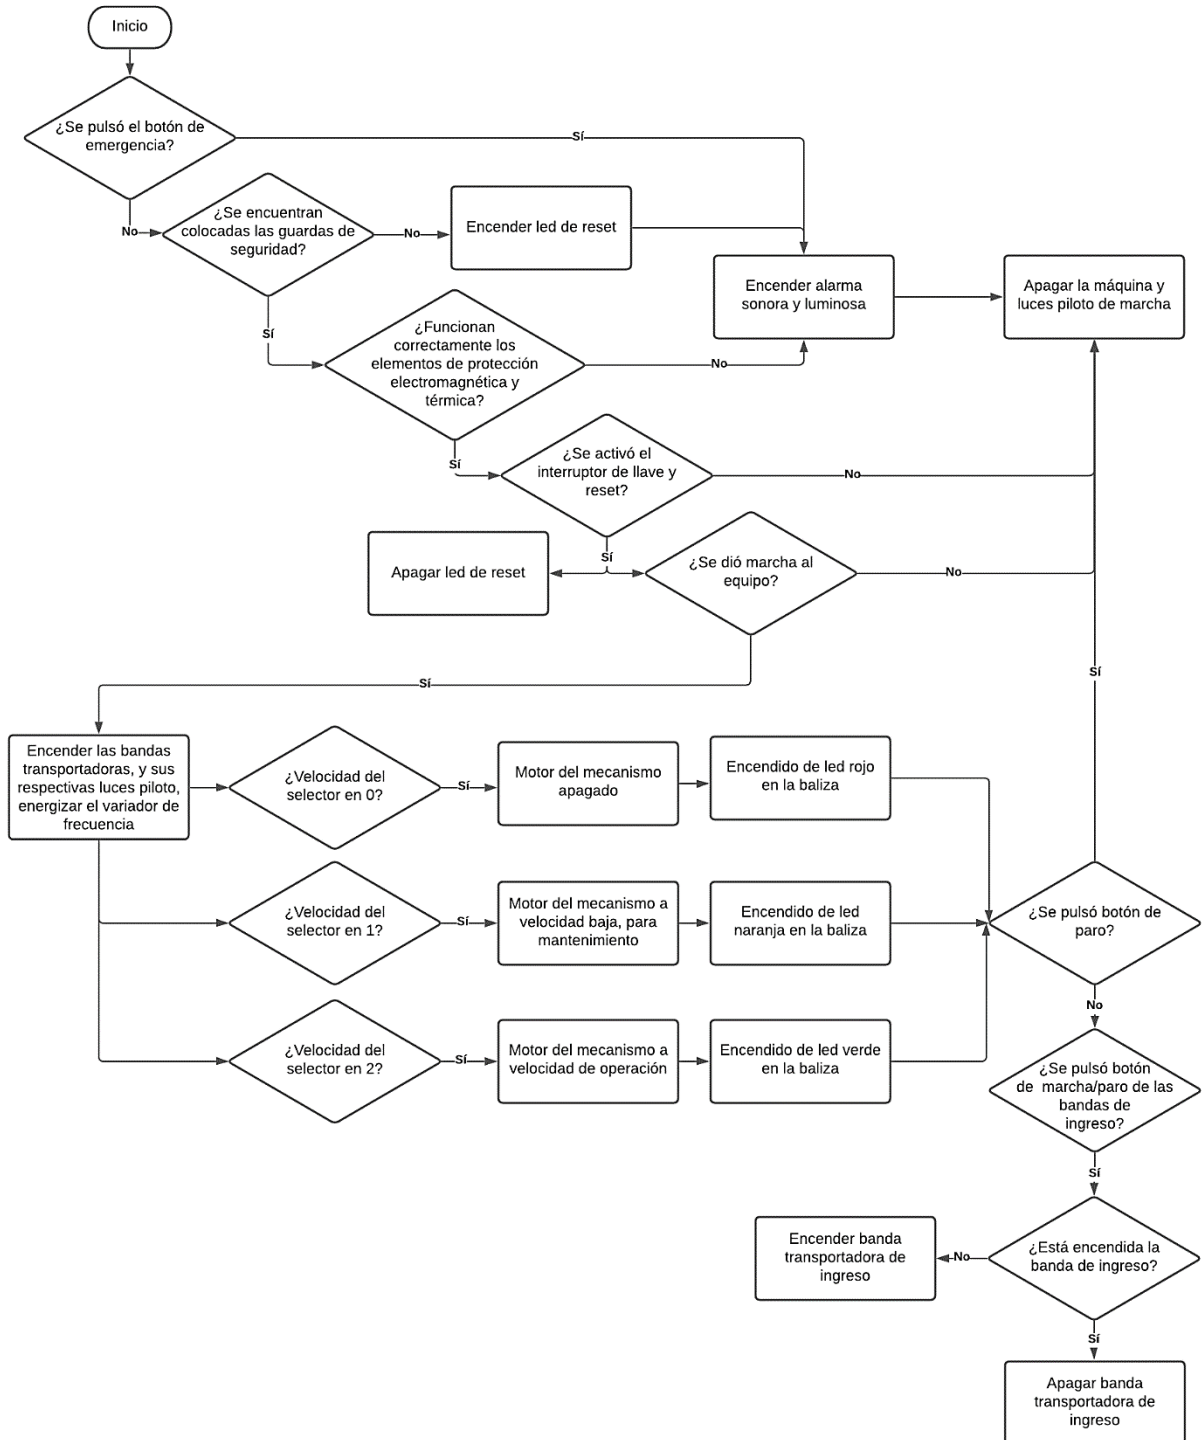 Inicio
¿Se pulsó el botón de
emergencia?
Sí
No
¿Se encuentran
colocadas las guardas de
seguridad?
No
Encender led de reset
Encender alarma
sonora y luminosa
Apagar la máquina y
luces piloto de marcha
Sí
¿Funcionan
correctamente los
elementos de protección
electromagnética y
térmica?
No
Sí
¿Se activó el
interruptor de llave y
reset?
No
Sí
Apagar led de reset
¿Se dió marcha al
equipo?
No
Sí
Sí
Encender las bandas
transportadoras, y sus
respectivas luces piloto,
energizar el variador de
frecuencia
¿Velocidad del
selector en 0?
Sí
Motor del mecanismo
apagado
Encendido de led rojo
en la baliza
¿Velocidad del
selector en 1?
Sí
Motor del mecanismo a
velocidad baja, para
mantenimiento
Encendido de led
naranja en la baliza
¿Se pulsó botón de
paro?
No
¿Velocidad del
selector en 2?
Sí
Motor del mecanismo a
velocidad de operación
Encendido de led verde
en la baliza
¿Se pulsó botón
de marcha/paro de las
bandas de
ingreso?
Sí
¿Está encendida la
banda de ingreso?
No
Encender banda
transportadora de
ingreso
Sí
Apagar banda
transportadora de
ingreso